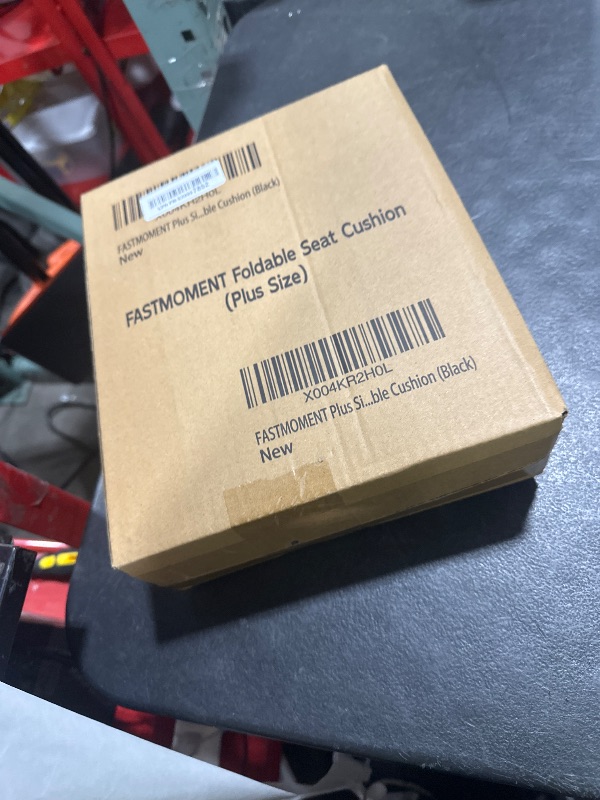 X004KR2H0L
FASTMOMENT Plus Si...ble Cushion (Black)
New
FASTMOMENT Foldable Seat Cushion
(Plus Size)
X004KR2H0L
FASTMOMENT Plus Si...ble Cushion (Black)
New